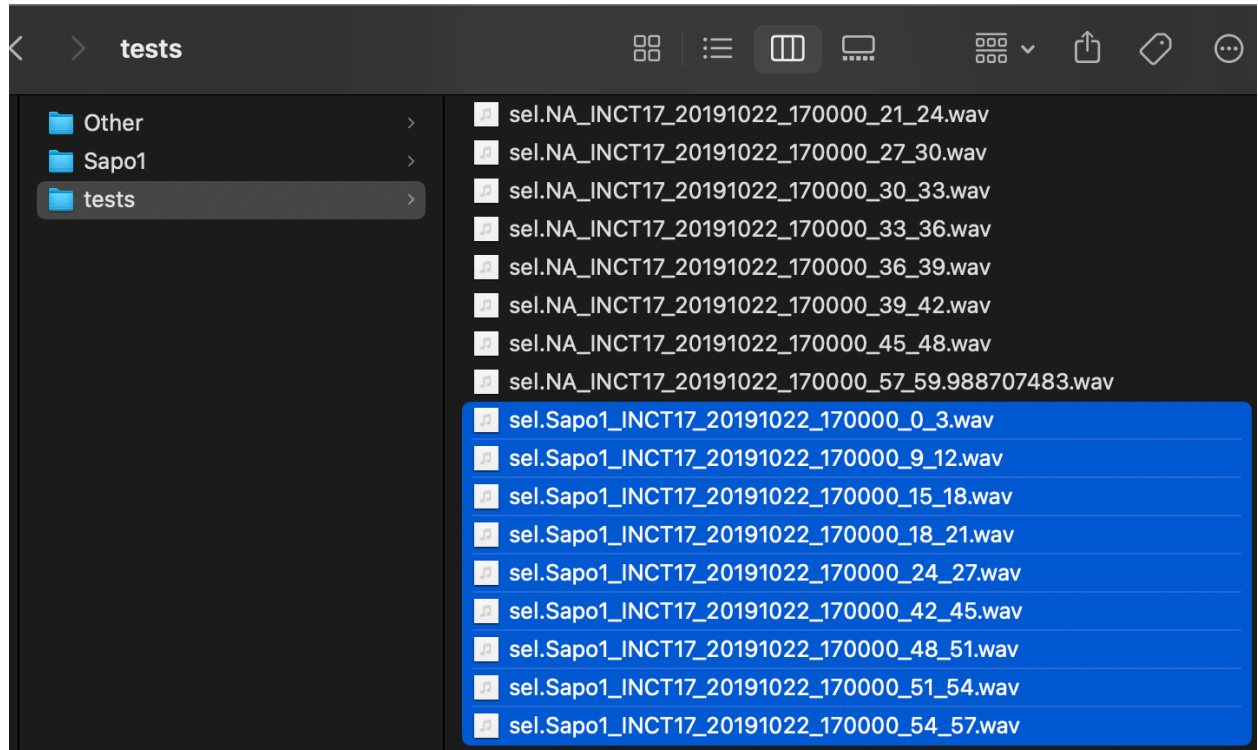 tests
Other
Sapo1
tests
sel.NA_INCT17_20191022_170000_21_24.wav
sel.NA_INCT17_20191022_170000_27_30.wav
sel.NA_INCT17_20191022_170000_30_33.wav
sel.NA_INCT17_20191022_170000_33_36.wav
sel.NA_INCT17_20191022_170000_36_39.wav
sel.NA_INCT17_20191022_170000_39_42.wav
sel.NA_INCT17_20191022_170000_45_48.wav
sel.NA_INCT17_20191022_170000_57_59.988707483.wav
sel.Sapo1_INCT17_20191022_170000_0_3.wav
sel.Sapo1_INCT17_20191022_170000_9_12.wav
sel.Sapo1_INCT17_20191022_170000_15_18.wav
sel.Sapo1_INCT17_20191022_170000_18_21.wav
sel.Sapo1_INCT17_20191022_170000_24_27.wav
sel.Sapo1_INCT17_20191022_170000_42_45.wav
sel.Sapo1_INCT17_20191022_170000_48_51.wav
sel.Sapo1_INCT17_20191022_170000_51_54.wav
sel.Sapo1_INCT17_20191022_170000_54_57.wav